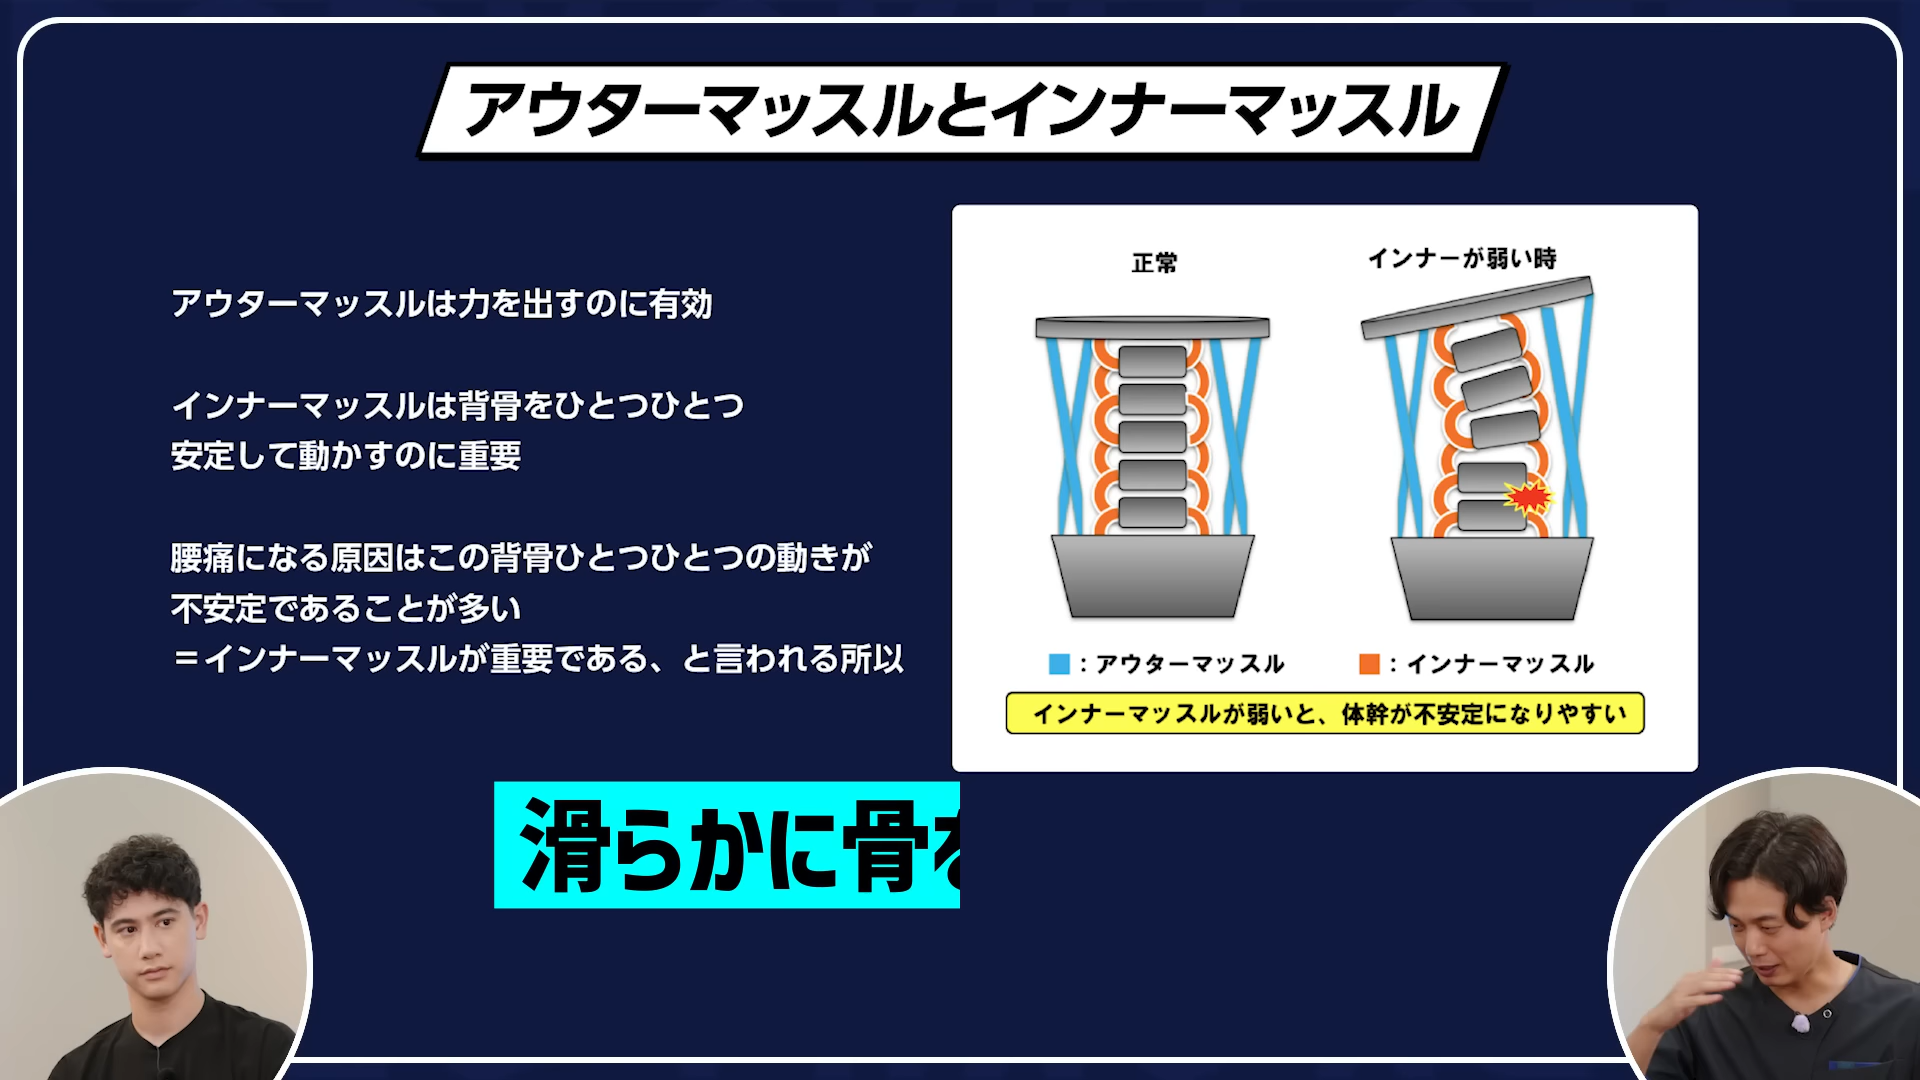 アウターマッスルとインナーマッスル
アウターマッスルは力を出すのに有効
インナーマッスルは背骨をひとつひとつ
安定して動かすのに重要
腰痛になる原因はこの背骨ひとつひとつの動きが
不安定であることが多い
＝インナーマッスルが重要である、と言われる所以
正常
インナーが弱い時
：アウターマッスル
：インナーマッスル
インナーマッスルが弱いと、体幹が不安定になりやすい
滑らかに骨